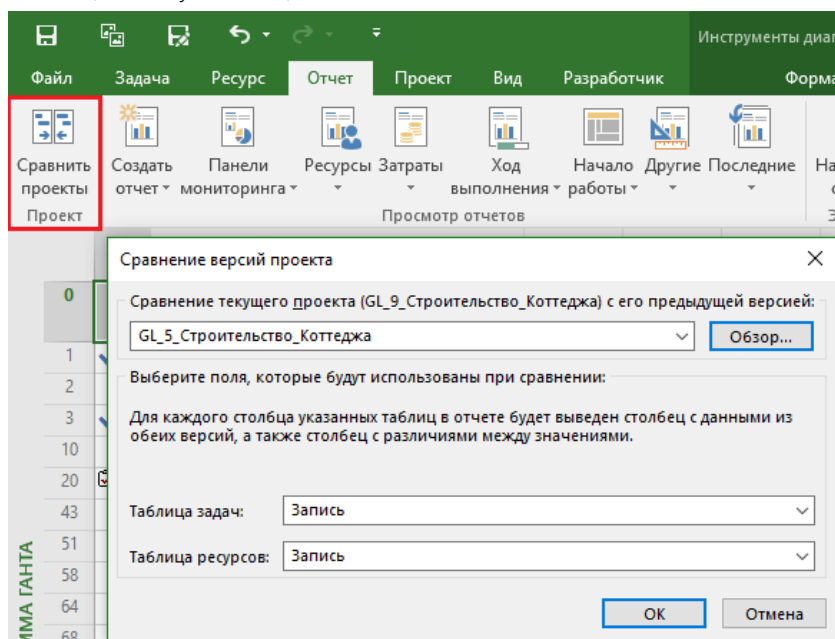 Инструменты диаг
Файл Задача Ресурс Отчет Проект Вид Разработчик Форма
Сравнить проекты
Создать отчет
Панели мониторинга
Ресурсы
Затраты
Ход выполнения
Начало работы
Другие
Последние
На
Проект
Просмотр отчетов
З
Сравнение версий проекта
0
Сравнение текущего проекта (GL_9_Строительство_Коттеджа) с его предыдущей версией:
GL_5_Строительство_Коттеджа
Обзор...
1
Выберите поля, которые будут использованы при сравнении:
2
3
Для каждого столбца указанных таблиц в отчете будет выведен столбец с данными из
обеих версий, а также столбец с различиями между значениями.
10
20
43
Таблица задач: Запись
51
Таблица ресурсов: Запись
58
64
ОК Отмена
68
ММА ГАНТА